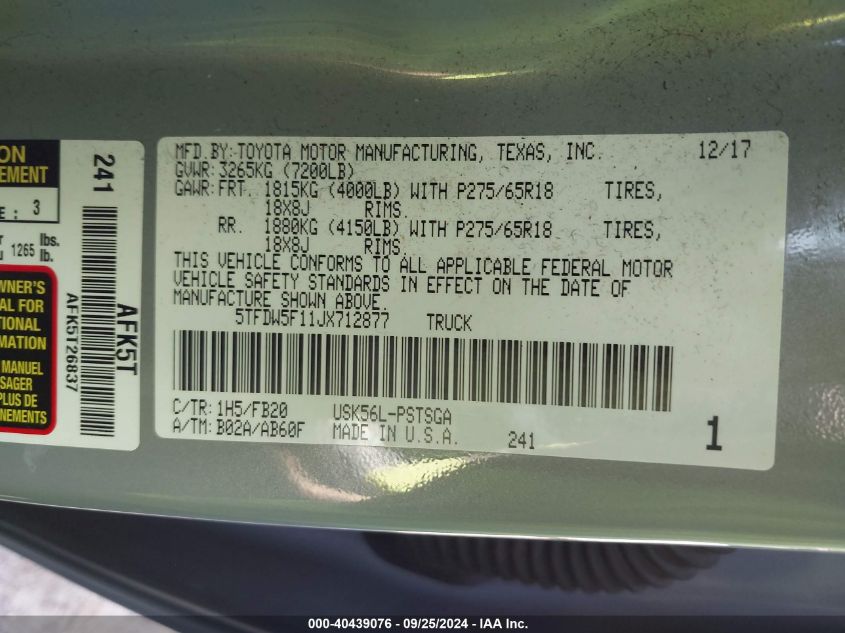 ON
EMENT
E : 3
r lbs.
u 1265 lb.
WNER'S
AL FOR
TIONAL
MATION
MANUEL
SAGER
PLUS DE
NEMENTS
241
AFK5T
AFK5T26837
MFD.BY:TOYOTA MOTOR MANUFACTURING, TEXAS, INC. 12/17
GVWR:3265KG (7200LB)
GAWR:FRT. 1815KG (4000LB) WITH P275/65R18 TIRES,
18X8J RIMS.
RR. 1880KG (4150LB) WITH P275/65R18 TIRES,
18X8J RIMS.
THIS VEHICLE CONFORMS TO ALL APPLICABLE FEDERAL MOTOR
VEHICLE SAFETY STANDARDS IN EFFECT ON THE DATE OF
MANUFACTURE SHOWN ABOVE.
5TFDW5F11JX712877 TRUCK
C/TR:1H5/FB20 USK56L-PSTSGA
A/TM:B02A/AB60F MADE IN U.S.A. 241 1
000-40439076 - 09/25/2024 - IAA Inc.